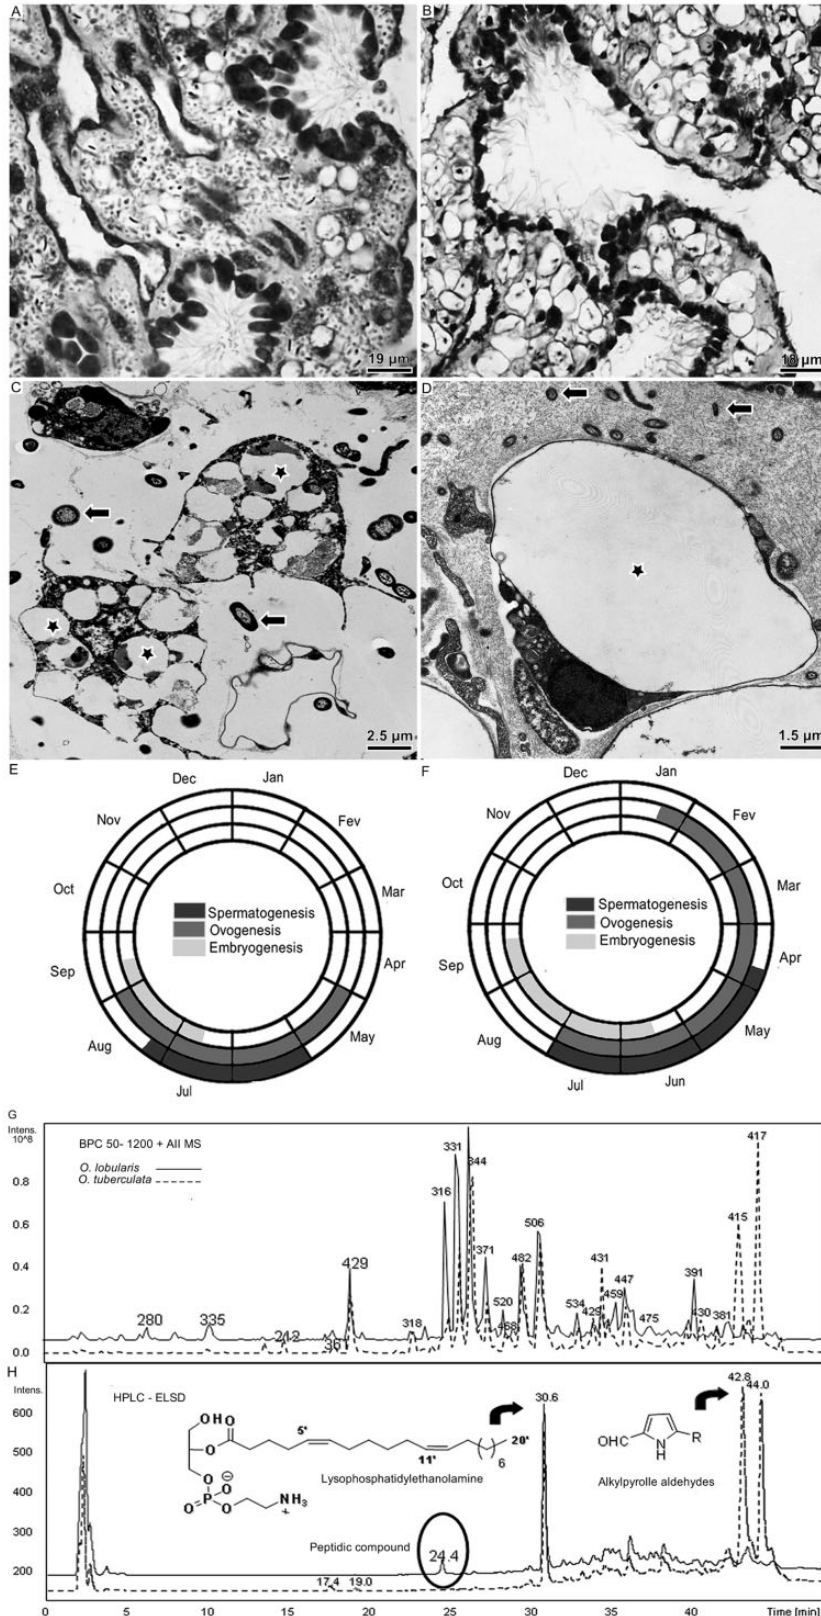 A
B
19 µm
18 µm
C
D
2.5 µm
1.5 µm
E
Dec
Jan
Nov
Fev
Oct
Mar
Spermatogenesis
Ovogenesis
Embryogenesis
Sep
Apr
Aug
May
Jul
F
Dec
Jan
Nov
Fev
Oct
Mar
Spermatogenesis
Ovogenesis
Embryogenesis
Sep
Apr
Aug
May
Jul
Jun
G
Intens.
10^8
BPC 50- 1200 + All MS
O. lobularis
O. tuberculata
0.8
0.6
0.4
0.2
0.0
280
335
212
429
318
316
331
344
371
520
468
482
506
534
429
431
459
447
475
391
430
381
415
417
H
Intens.
HPLC - ELSD
600
500
400
300
200
HO
O
O
5'
11'
20'
6
O
O
P
O
O
NH3
+
Lysophosphatidylethanolamine
30.6
42.8
44.0
OHC
N
H
R
Alkylpyrolle aldehydes
Peptidic compound
24.4
17.4
19.0
0
5
10
15
20
25
30
35
40
Time [min]